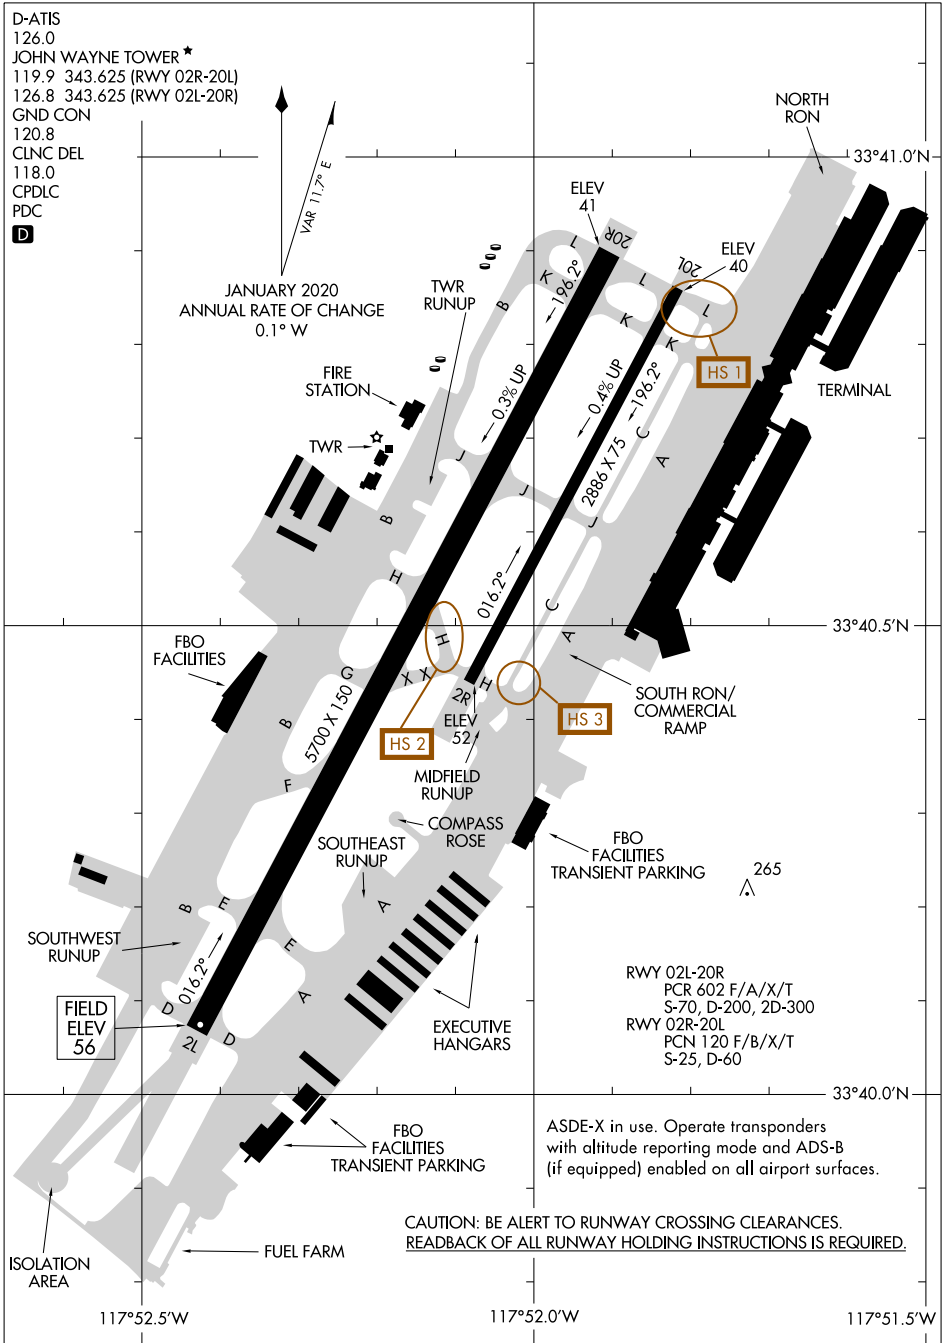 D-ATIS
126.0
JOHN WAYNE TOWER ★
119.9 343.625 (RWY 02R-20L)
126.8 343.625 (RWY 02L-20R)
GND CON
120.8
CLNC DEL
118.0
CPDLC
PDC
D
VAR 11.7° E
JANUARY 2020
ANNUAL RATE OF CHANGE
0.1° W
NORTH
RON
33°41.0'N
ELEV
41
20R
L
L
20L
ELEV
40
L
HS 1
K
B
196.2°
K
K
TWR
RUNUP
FIRE
STATION
TWR
0.3% UP
0.4% UP
196.2°
2886 X 75
TERMINAL
C
A
J
J
J
B
H
016.2°
C
A
33°40.5'N
H
FBO
FACILITIES
G
X
X
H
2R
ELEV
52
HS 2
HS 3
SOUTH RON/
COMMERCIAL
RAMP
5700 X 150
B
F
MIDFIELD
RUNUP
COMPASS
ROSE
SOUTHEAST
RUNUP
FBO
FACILITIES
TRANSIENT PARKING
265
A
B
E
E
SOUTHWEST
RUNUP
016.2°
A
D
D
2L
FIELD
ELEV
56
EXECUTIVE
HANGARS
RWY 02L-20R
PCR 602 F/A/X/T
S-70, D-200, 2D-300
RWY 02R-20L
PCN 120 F/B/X/T
S-25, D-60
33°40.0'N
FBO
FACILITIES
TRANSIENT PARKING
ASDE-X in use. Operate transponders
with altitude reporting mode and ADS-B
(if equipped) enabled on all airport surfaces.
CAUTION: BE ALERT TO RUNWAY CROSSING CLEARANCES.
READBACK OF ALL RUNWAY HOLDING INSTRUCTIONS IS REQUIRED.
FUEL FARM
ISOLATION
AREA
117°52.5'W
117°52.0'W
117°51.5'W